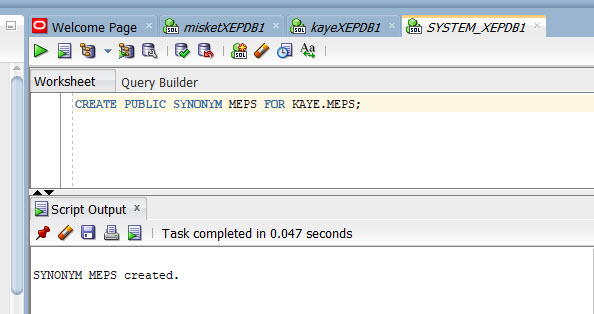 Welcome Page misketXEPDB1 kayeXEPDB1 SYSTEM_XEPDB1
Worksheet Query Builder
CREATE PUBLIC SYNONYM MEPS FOR KAYE.MEPS;
Script Output
Task completed in 0.047 seconds
SYNONYM MEPS created.